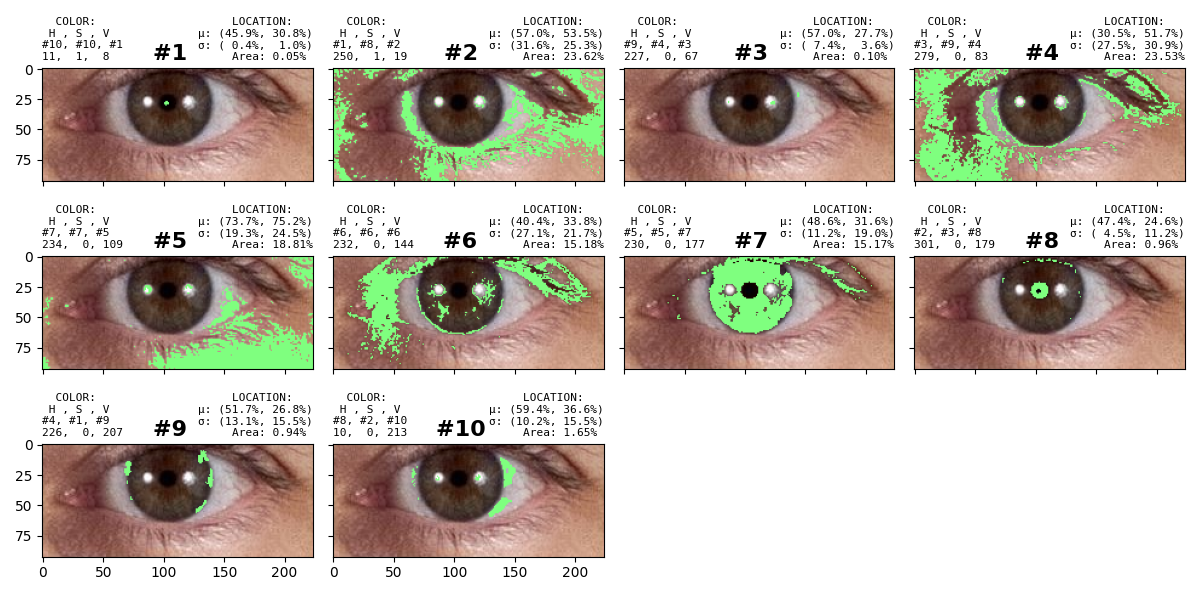 COLOR: LOCATION: COLOR: LOCATION: COLOR: LOCATION: COLOR: LOCATION:
H , S , V μ: (45.9%, 30.8%) H , S , V μ: (57.0%, 53.5%) H , S , V μ: (57.0%, 27.7%) H , S , V μ: (30.5%, 51.7%)
#10, #10, #1 #1 σ: ( 0.4%, 1.0%) #1, #8, #2 #2 σ: (31.6%, 25.3%) #9, #4, #3 #3 σ: ( 7.4%, 3.6%) #3, #9, #4 #4 σ: (27.5%, 30.9%)
11, 1, 8 Area: 0.05% 250, 1, 19 Area: 23.62% 227, 0, 67 Area: 0.10% 279, 0, 83 Area: 23.53%
0
25
50
75
COLOR: LOCATION: COLOR: LOCATION: COLOR: LOCATION: COLOR: LOCATION:
H , S , V μ: (73.7%, 75.2%) H , S , V μ: (40.4%, 33.8%) H , S , V μ: (48.6%, 31.6%) H , S , V μ: (47.4%, 24.6%)
#7, #7, #5 #5 σ: (19.3%, 24.5%) #6, #6, #6 #6 σ: (27.1%, 21.7%) #5, #5, #7 #7 σ: (11.2%, 19.0%) #2, #3, #8 #8 σ: ( 4.5%, 11.2%)
234, 0, 109 Area: 18.81% 232, 0, 144 Area: 15.18% 230, 0, 177 Area: 15.17% 301, 0, 179 Area: 0.96%
0
25
50
75
COLOR: LOCATION: COLOR: LOCATION:
H , S , V μ: (51.7%, 26.8%) H , S , V μ: (59.4%, 36.6%)
#4, #1, #9 #9 σ: (13.1%, 15.5%) #8, #2, #10 #10 σ: (10.2%, 15.5%)
226, 0, 207 Area: 0.94% 10, 0, 213 Area: 1.65%
0
25
50
75
0 50 100 150 200 0 50 100 150 200